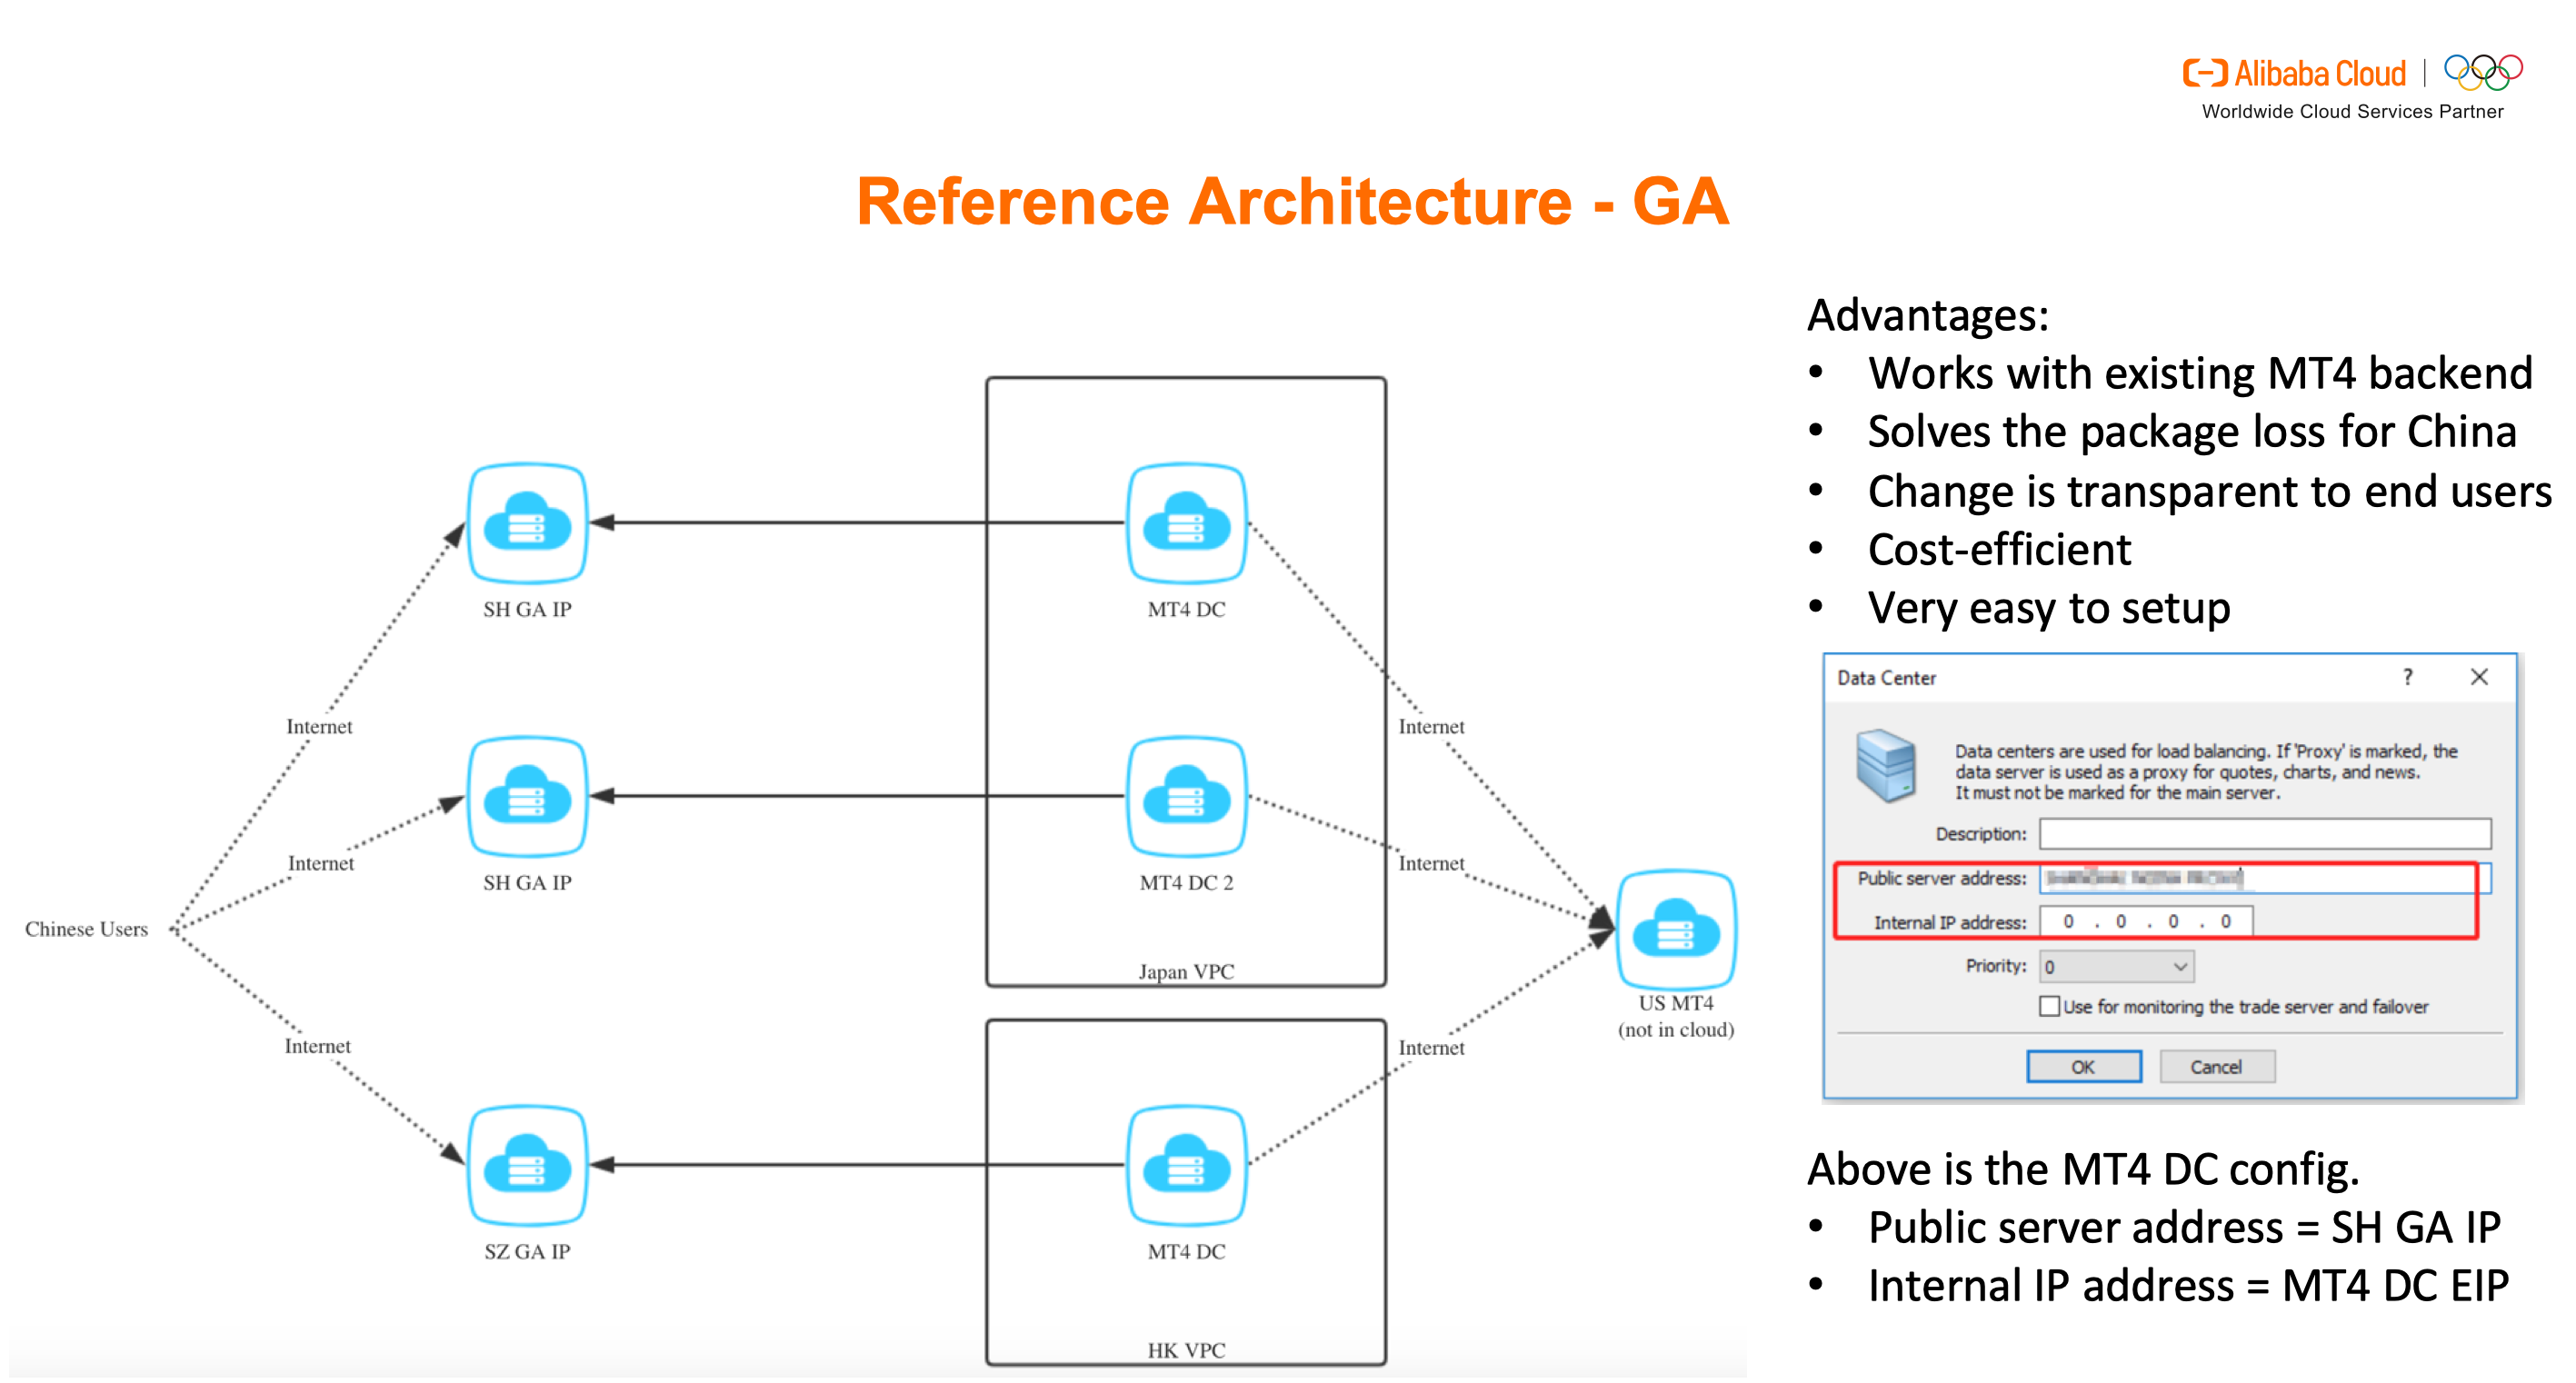 Alibaba Cloud
Worldwide Cloud Services Partner
Reference Architecture - GA
Chinese Users
Internet
Internet
Internet
SH GA IP
SH GA IP
SZ GA IP
MT4 DC
MT4 DC 2
Japan VPC
MT4 DC
HK VPC
Internet
Internet
Internet
US MT4
(not in cloud)
Advantages:
• Works with existing MT4 backend
• Solves the package loss for China
• Change is transparent to end users
• Cost-efficient
• Very easy to setup
Data Center
?
Data centers are used for load balancing. If 'Proxy' is marked, the
data server is used as a proxy for quotes, charts, and news.
It must not be marked for the main server.
Description:
Public server address:
Internal IP address: 0 . 0 . 0 . 0
Priority: 0
Use for monitoring the trade server and failover
OK Cancel
Above is the MT4 DC config.
• Public server address = SH GA IP
• Internal IP address = MT4 DC EIP